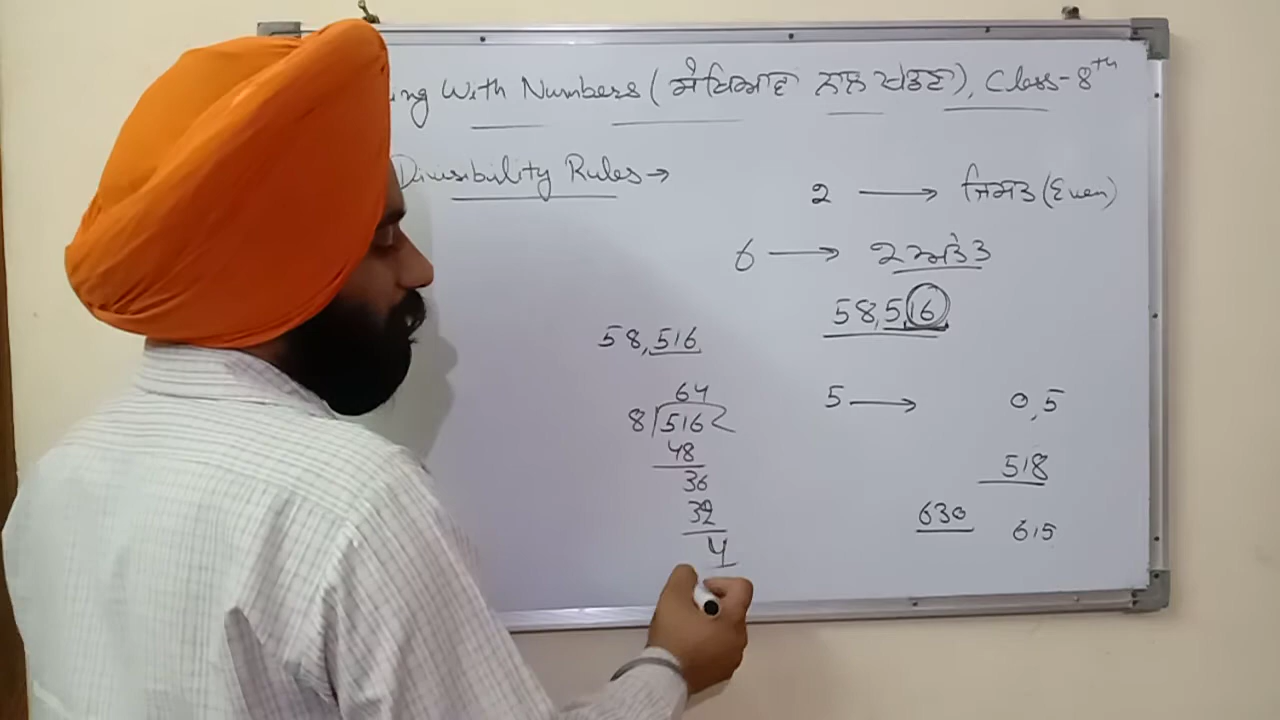 ing With Numbers (ਸੰਖਿਆਵਾਂ ਨਾਲ ਖੇਡਣਾ), Class-8th
Divisibility Rules →
2 → ਜਿਸਤ (Even)
6 → 2 ਅਤੇ 3
58,516
58,516
64
8)516(
48
36
32
4
5 → 0,5
518
630 615